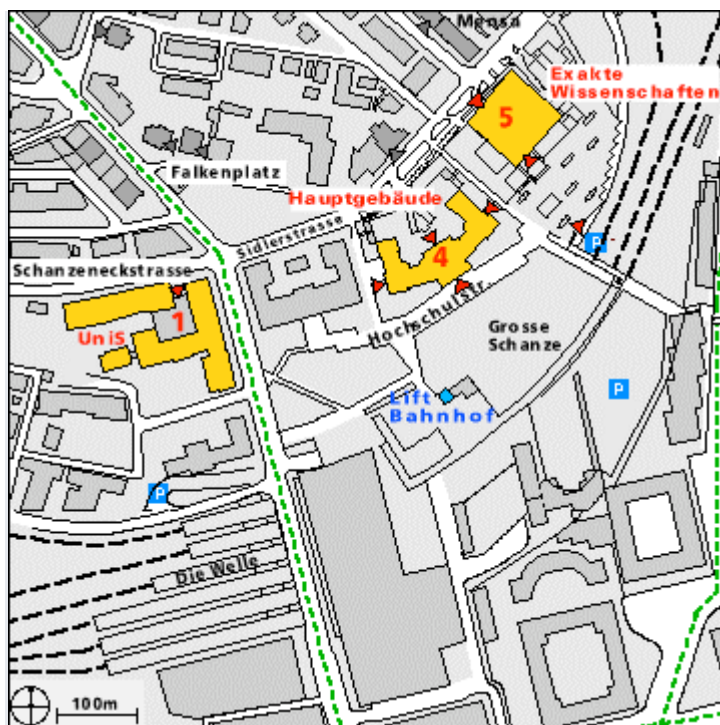 Mensa
Exakte
Wissenschaften
5
Falkenplatz
Hauptgebäude
Sidlerstrasse
4
P
Schanzeneckstrasse
Hochschulstr.
1
UniS
Grosse
Schanze
P
Lift
Bahnhof
P
Die Welle
100m